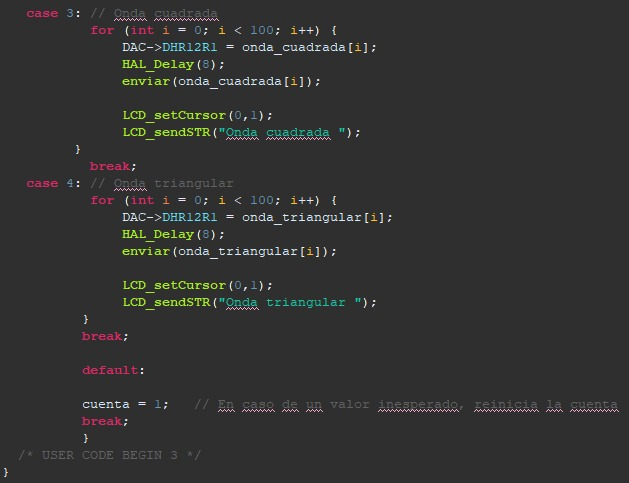 case 3: // Onda cuadrada
for (int i = 0; i < 100; i++) {
DAC->DHR12R1 = onda_cuadrada[i];
HAL_Delay(8);
enviar(onda_cuadrada[i]);
LCD_setCursor(0,1);
LCD_sendSTR("Onda cuadrada ");
}
break;
case 4: // Onda triangular
for (int i = 0; i < 100; i++) {
DAC->DHR12R1 = onda_triangular[i];
HAL_Delay(8);
enviar(onda_triangular[i]);
LCD_setCursor(0,1);
LCD_sendSTR("Onda triangular ");
}
break;
default:
cuenta = 1; // En caso de un valor inesperado, reinicia la cuenta
break;
}
/* USER CODE BEGIN 3 */
}